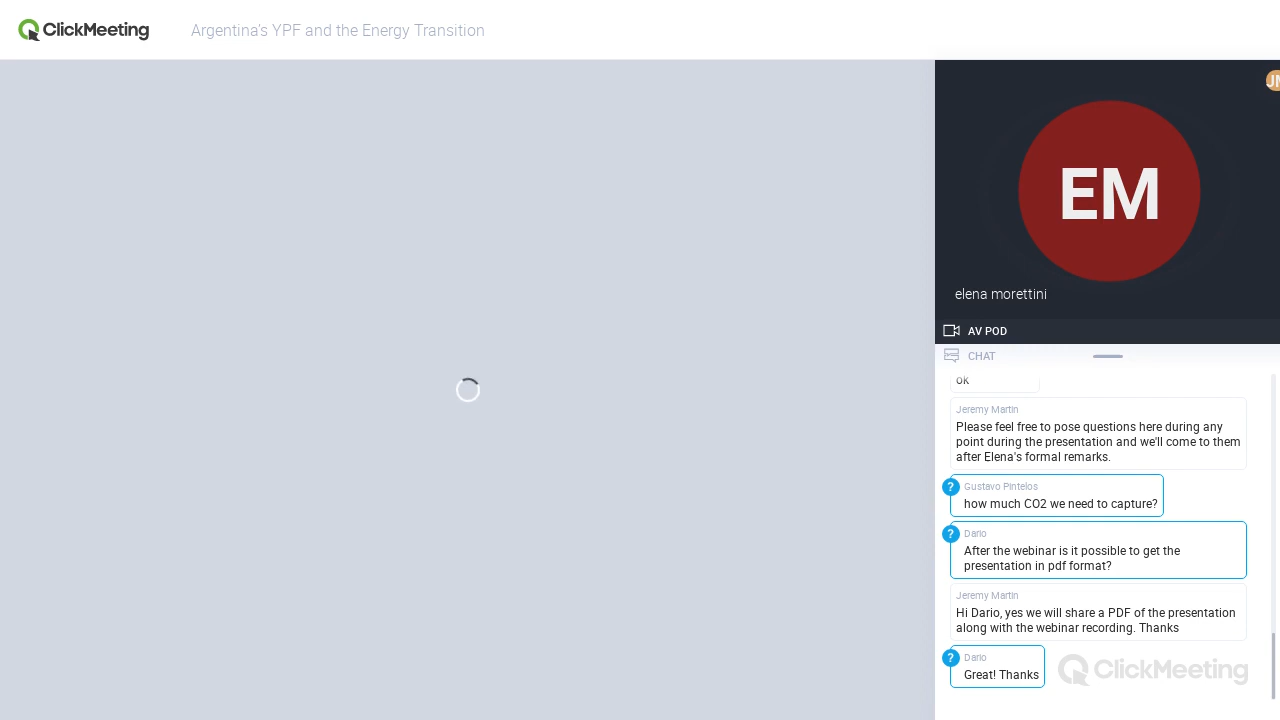 ClickMeeting
Argentina's YPF and the Energy Transition
JM
EM
elena morettini
AV POD
CHAT
ok
Jeremy Martin
Please feel free to pose questions here during any
point during the presentation and we'll come to them
after Elena's formal remarks.
?
Gustavo Pintelos
how much CO2 we need to capture?
?
Dario
After the webinar is it possible to get the
presentation in pdf format?
Jeremy Martin
Hi Dario, yes we will share a PDF of the presentation
along with the webinar recording. Thanks
?
Dario
Great! Thanks
ClickMeeting